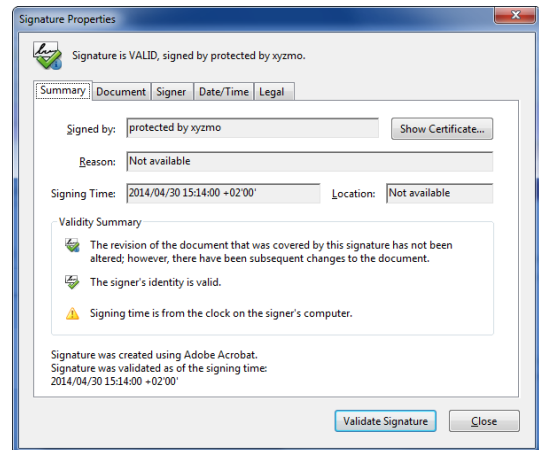 Signature Properties
Signature is VALID, signed by protected by xyzmo.
Summary Document Signer Date/Time Legal
Signed by: protected by xyzmo Show Certificate...
Reason: Not available
Signing Time: 2014/04/30 15:14:00 +02'00' Location: Not available
Validity Summary
The revision of the document that was covered by this signature has not been
altered; however, there have been subsequent changes to the document.
The signer's identity is valid.
Signing time is from the clock on the signer's computer.
Signature was created using Adobe Acrobat.
Signature was validated as of the signing time:
2014/04/30 15:14:00 +02'00'
Validate Signature Close